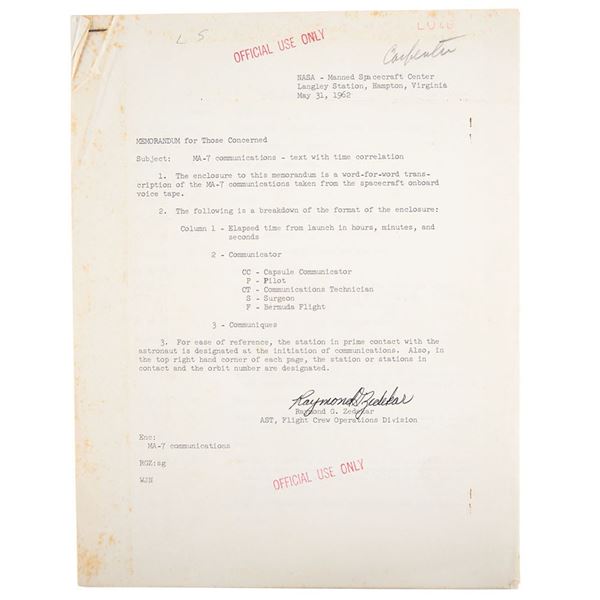 L S
OFFICIAL USE ONLY
Carpenter
NASA - Manned Spacecraft Center
Langley Station, Hampton, Virginia
May 31, 1962
MEMORANDUM for Those Concerned
Subject: MA-7 communications - text with time correlation
1. The enclosure to this memorandum is a word-for-word trans-
cription of the MA-7 communications taken from the spacecraft onboard
voice tape.
2. The following is a breakdown of the format of the enclosure:
Column 1 - Elapsed time from launch in hours, minutes, and
seconds
2 - Communicator
CC - Capsule Communicator
P - Pilot
CT - Communications Technician
S - Surgeon
F - Bermuda Flight
3 - Communiques
3. For ease of reference, the station in prime contact with the
astronaut is designated at the initiation of communications. Also, in
the top right hand corner of each page, the station or stations in
contact and the orbit number are designated.
Raymond G Zedekar
Raymond G. Zedekar
AST, Flight Crew Operations Division
Enc:
MA-7 communications
RGZ:sg
WJN
OFFICIAL USE ONLY